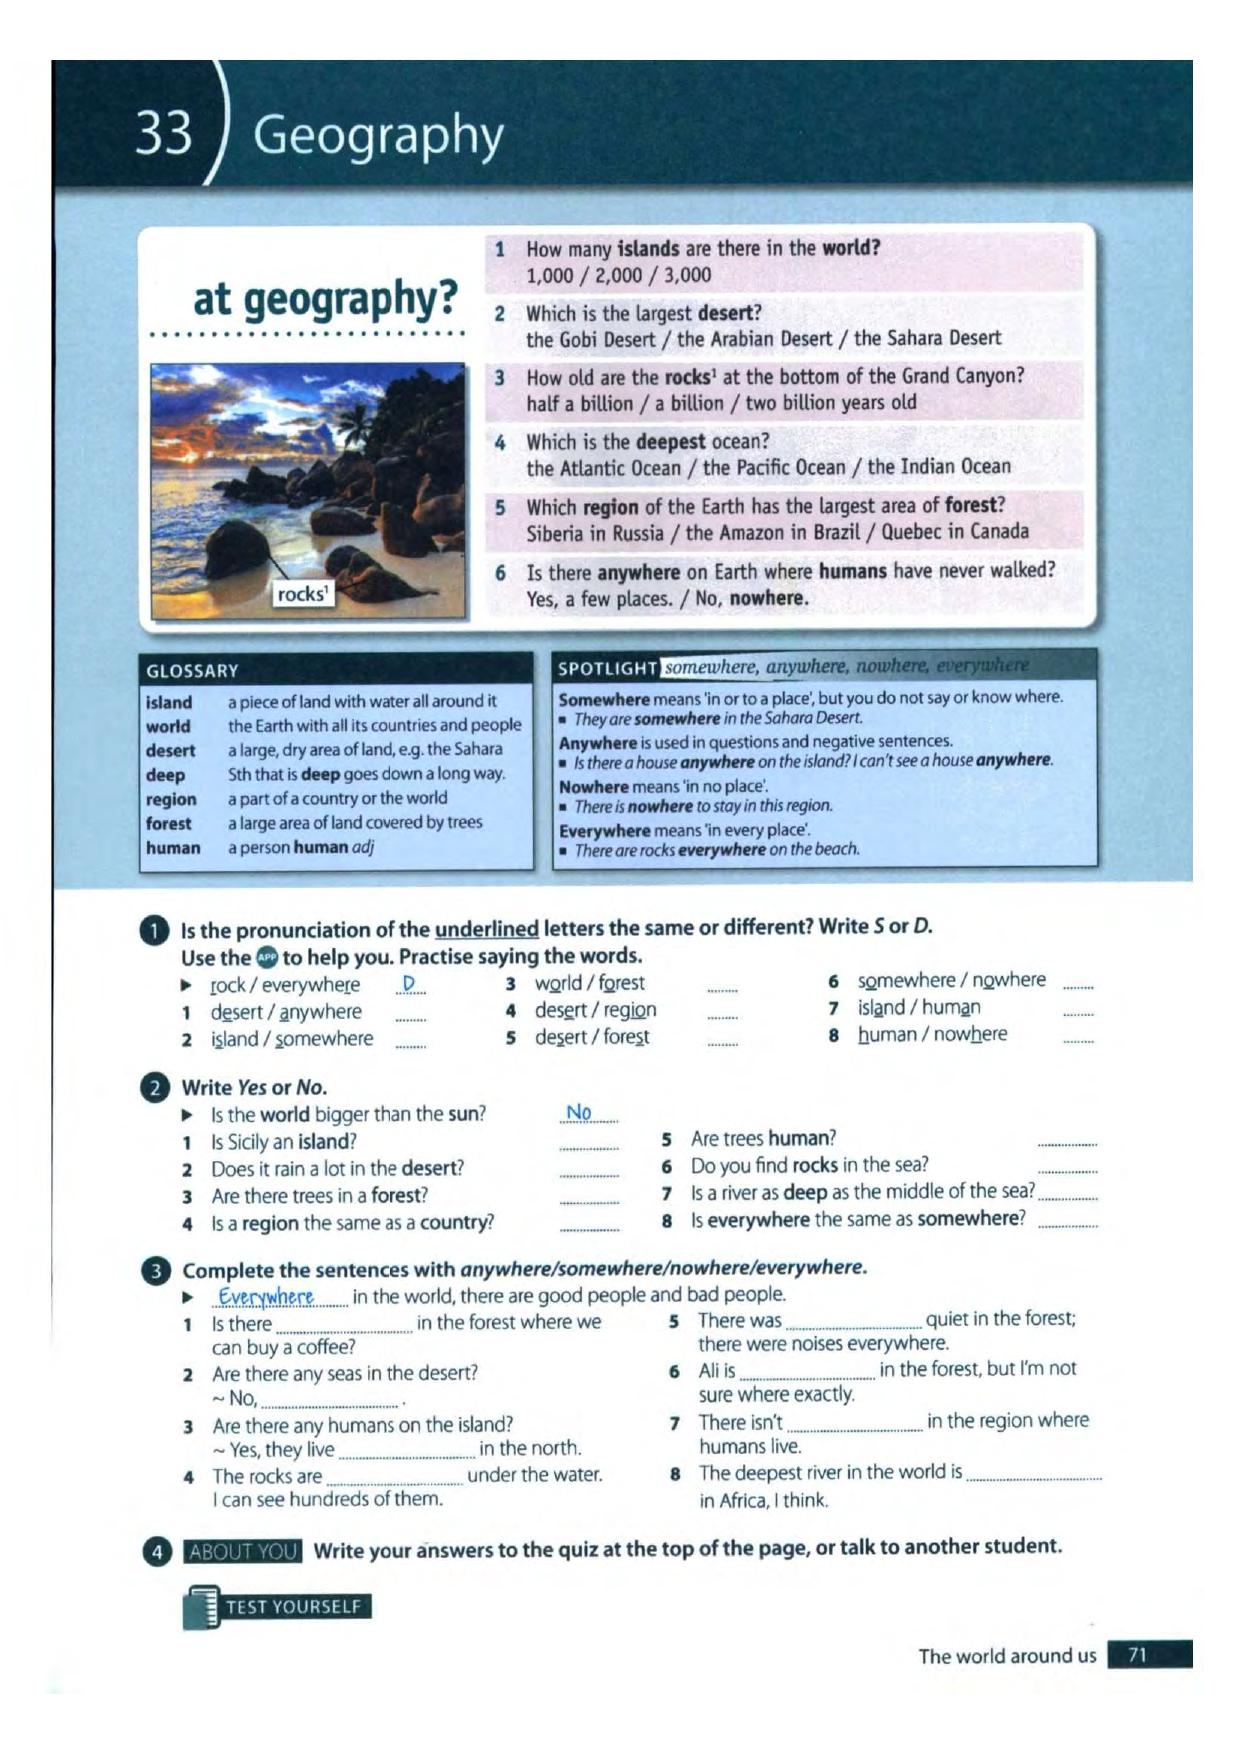 33 Geography
at geography?
rocks¹
1 How many islands are there in the world?
1,000 / 2,000 / 3,000
2 Which is the largest desert?
the Gobi Desert / the Arabian Desert / the Sahara Desert
3 How old are the rocks¹ at the bottom of the Grand Canyon?
half a billion / a billion / two billion years old
4 Which is the deepest ocean?
the Atlantic Ocean / the Pacific Ocean / the Indian Ocean
5 Which region of the Earth has the largest area of forest?
Siberia in Russia / the Amazon in Brazil / Quebec in Canada
6 Is there anywhere on Earth where humans have never walked?
Yes, a few places. / No, nowhere.
GLOSSARY
island a piece of land with water all around it
world the Earth with all its countries and people
desert a large, dry area of land, e.g. the Sahara
deep Sth that is deep goes down a long way.
region a part of a country or the world
forest a large area of land covered by trees
human a person human adj
SPOTLIGHT somewhere, anywhere, nowhere, everywhere
Somewhere means 'in or to a place', but you do not say or know where.
▪ They are somewhere in the Sahara Desert.
Anywhere is used in questions and negative sentences.
▪ Is there a house anywhere on the island? I can't see a house anywhere.
Nowhere means 'in no place'.
▪ There is nowhere to stay in this region.
Everywhere means 'in every place'.
▪ There are rocks everywhere on the beach.
1 Is the pronunciation of the underlined letters the same or different? Write S or D.
Use the APP to help you. Practise saying the words.
▶ rock / everywhere D
1 desert / anywhere ........
2 island / somewhere ........
3 world / forest ........
4 desert / region ........
5 desert / forest ........
6 somewhere / nowhere ........
7 island / human ........
8 human / nowhere ........
2 Write Yes or No.
▶ Is the world bigger than the sun? No
1 Is Sicily an island? ................
2 Does it rain a lot in the desert? ................
3 Are there trees in a forest? ................
4 Is a region the same as a country? ................
5 Are trees human? ................
6 Do you find rocks in the sea? ................
7 Is a river as deep as the middle of the sea? ................
8 Is everywhere the same as somewhere? ................
3 Complete the sentences with anywhere/somewhere/nowhere/everywhere.
▶ Everywhere in the world, there are good people and bad people.
1 Is there ................ in the forest where we
can buy a coffee?
2 Are there any seas in the desert?
~ No, ................ .
3 Are there any humans on the island?
~ Yes, they live ................ in the north.
4 The rocks are ................ under the water.
I can see hundreds of them.
5 There was ................ quiet in the forest;
there were noises everywhere.
6 Ali is ................ in the forest, but I'm not
sure where exactly.
7 There isn't ................ in the region where
humans live.
8 The deepest river in the world is ................
in Africa, I think.
4 ABOUT YOU Write your answers to the quiz at the top of the page, or talk to another student.
TEST YOURSELF
The world around us 71